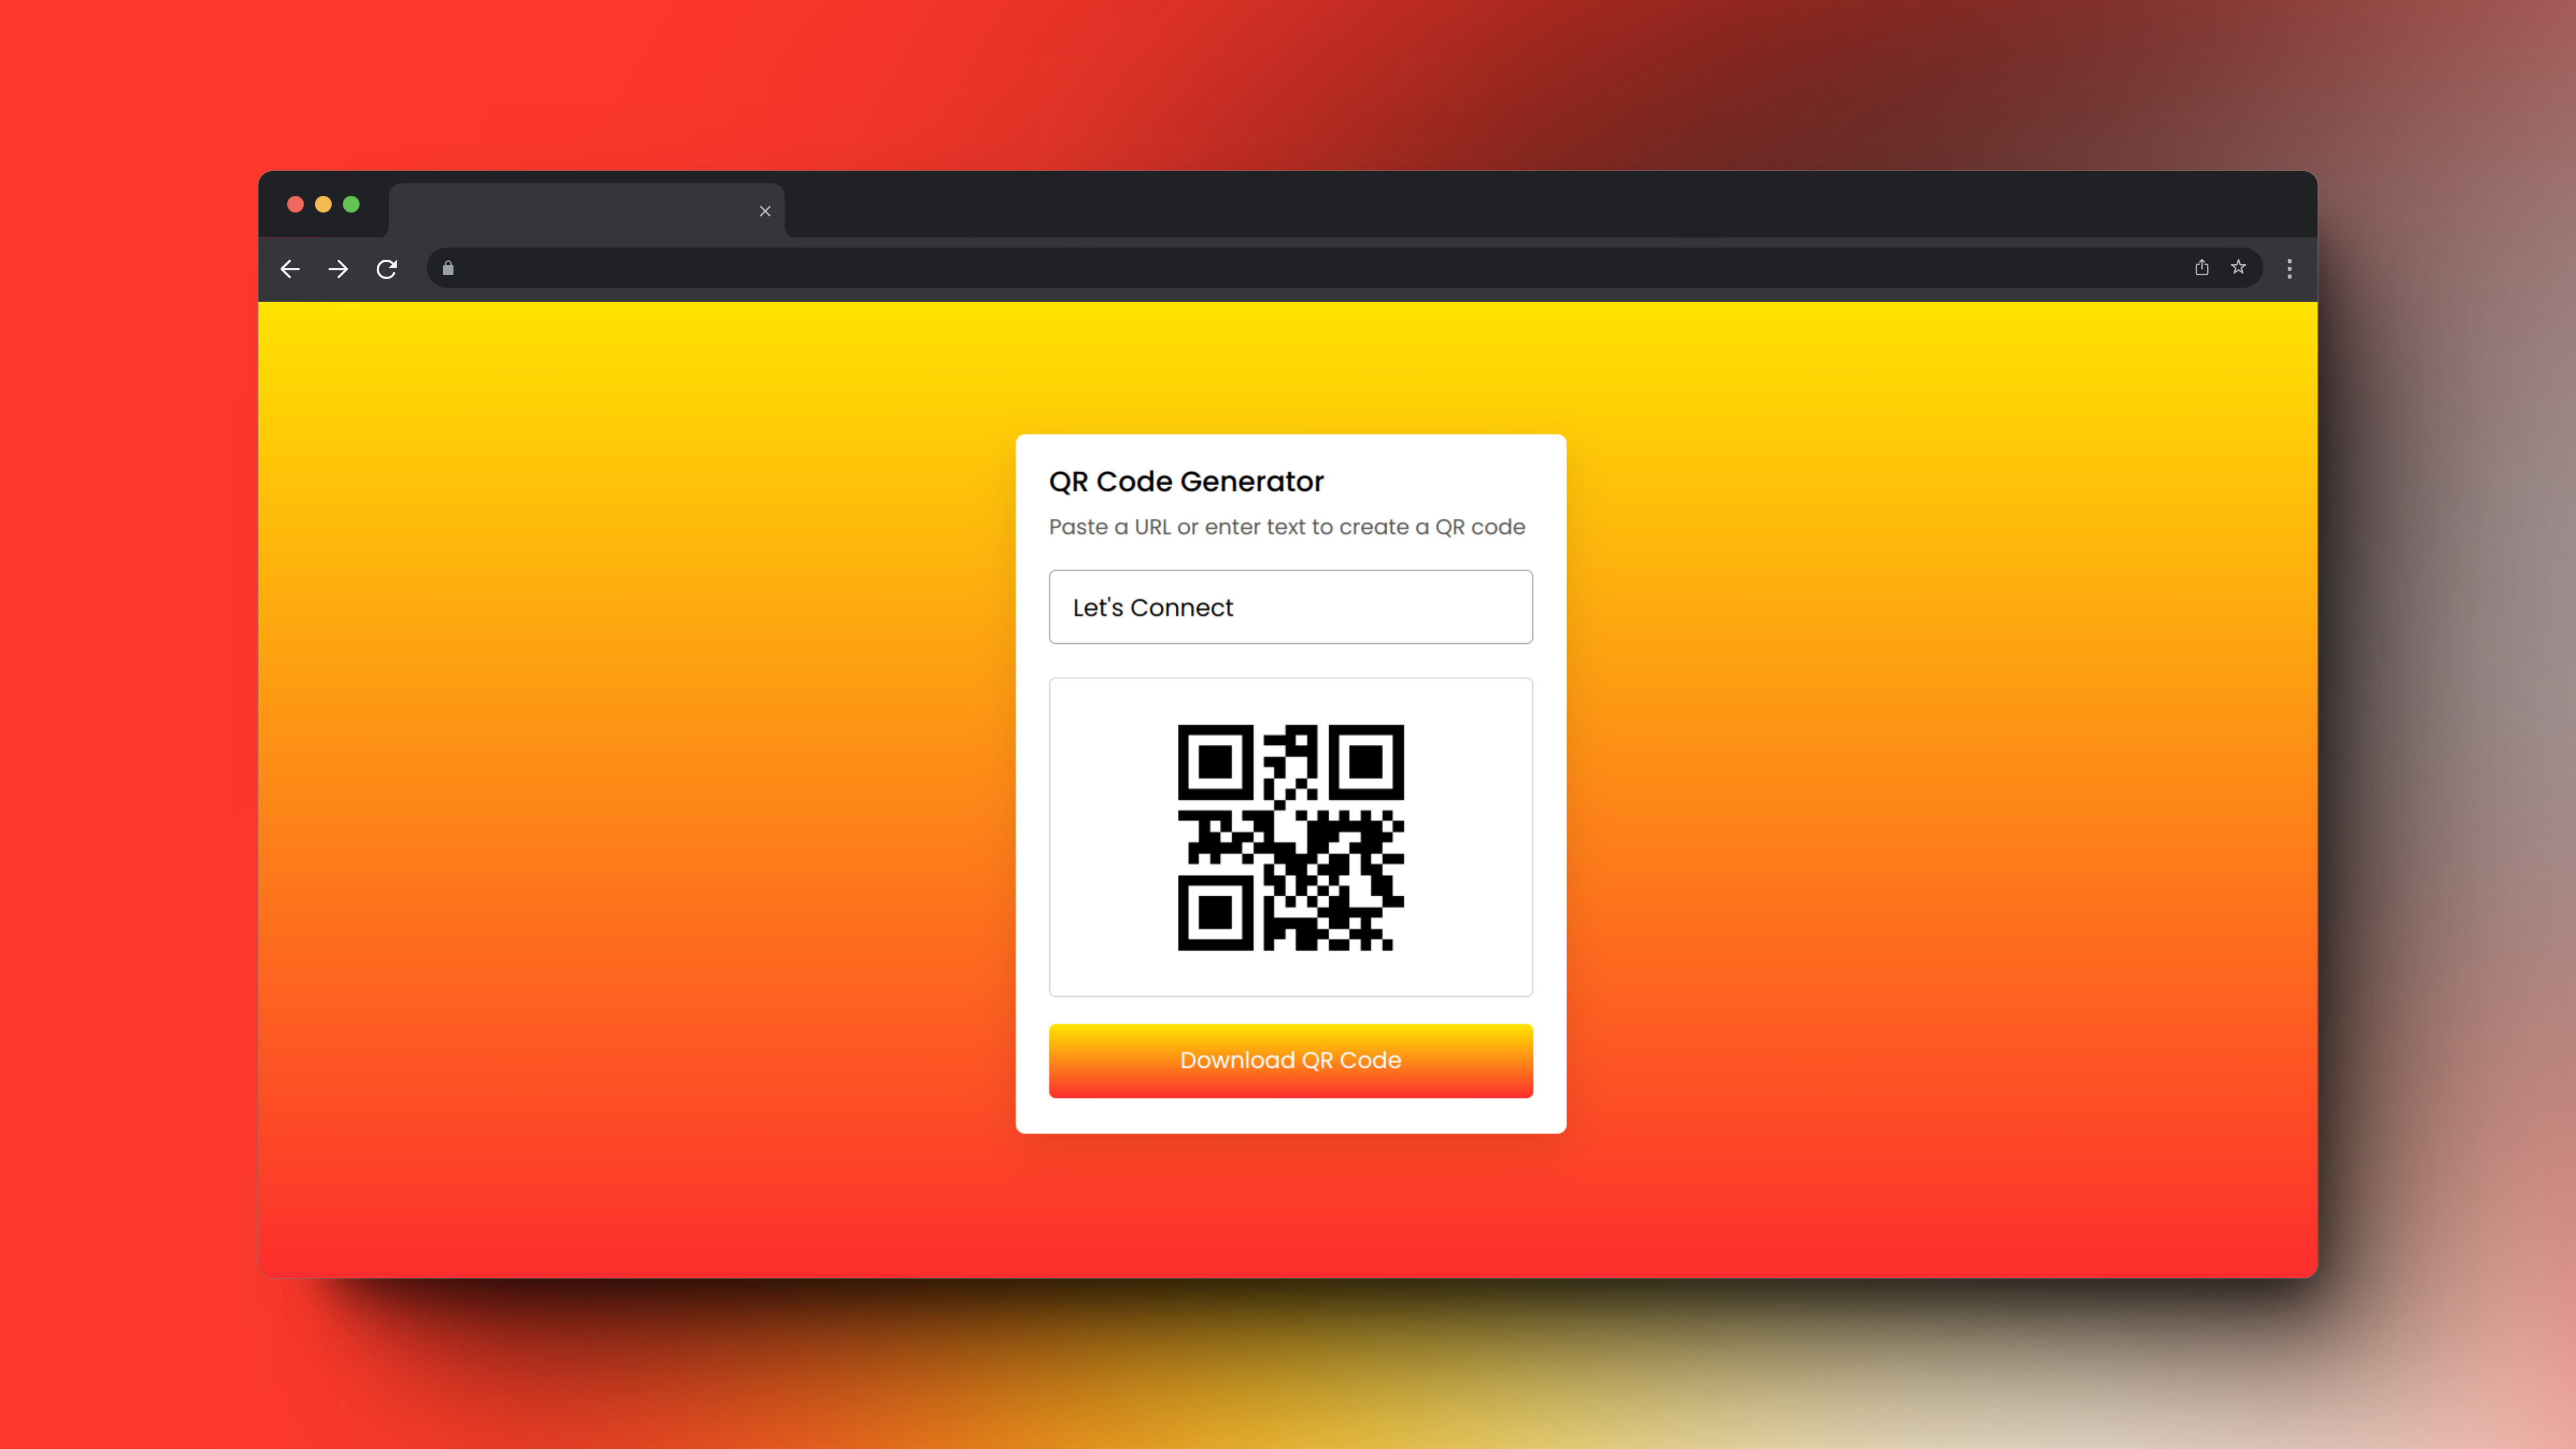 QR Code Generator
Paste a URL or enter text to create a QR code
Let's Connect
Download QR Code